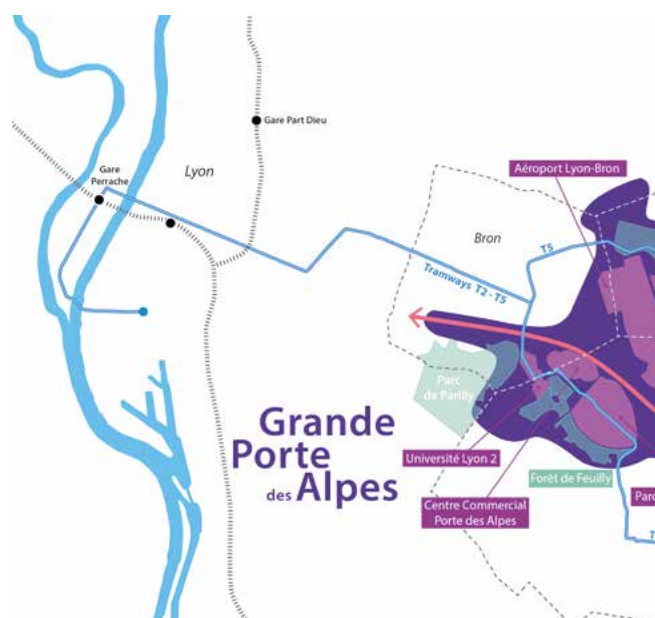 Gare Part Dieu
Gare
Perrache
Lyon
Aéroport Lyon-Bron
Bron
T5
Tramways T2 - T5
Parc
de Parilly
Grande
Porte
des Alpes
Université Lyon 2
Forêt de Feuilly
Centre Commercial
Porte des Alpes
Parc
T